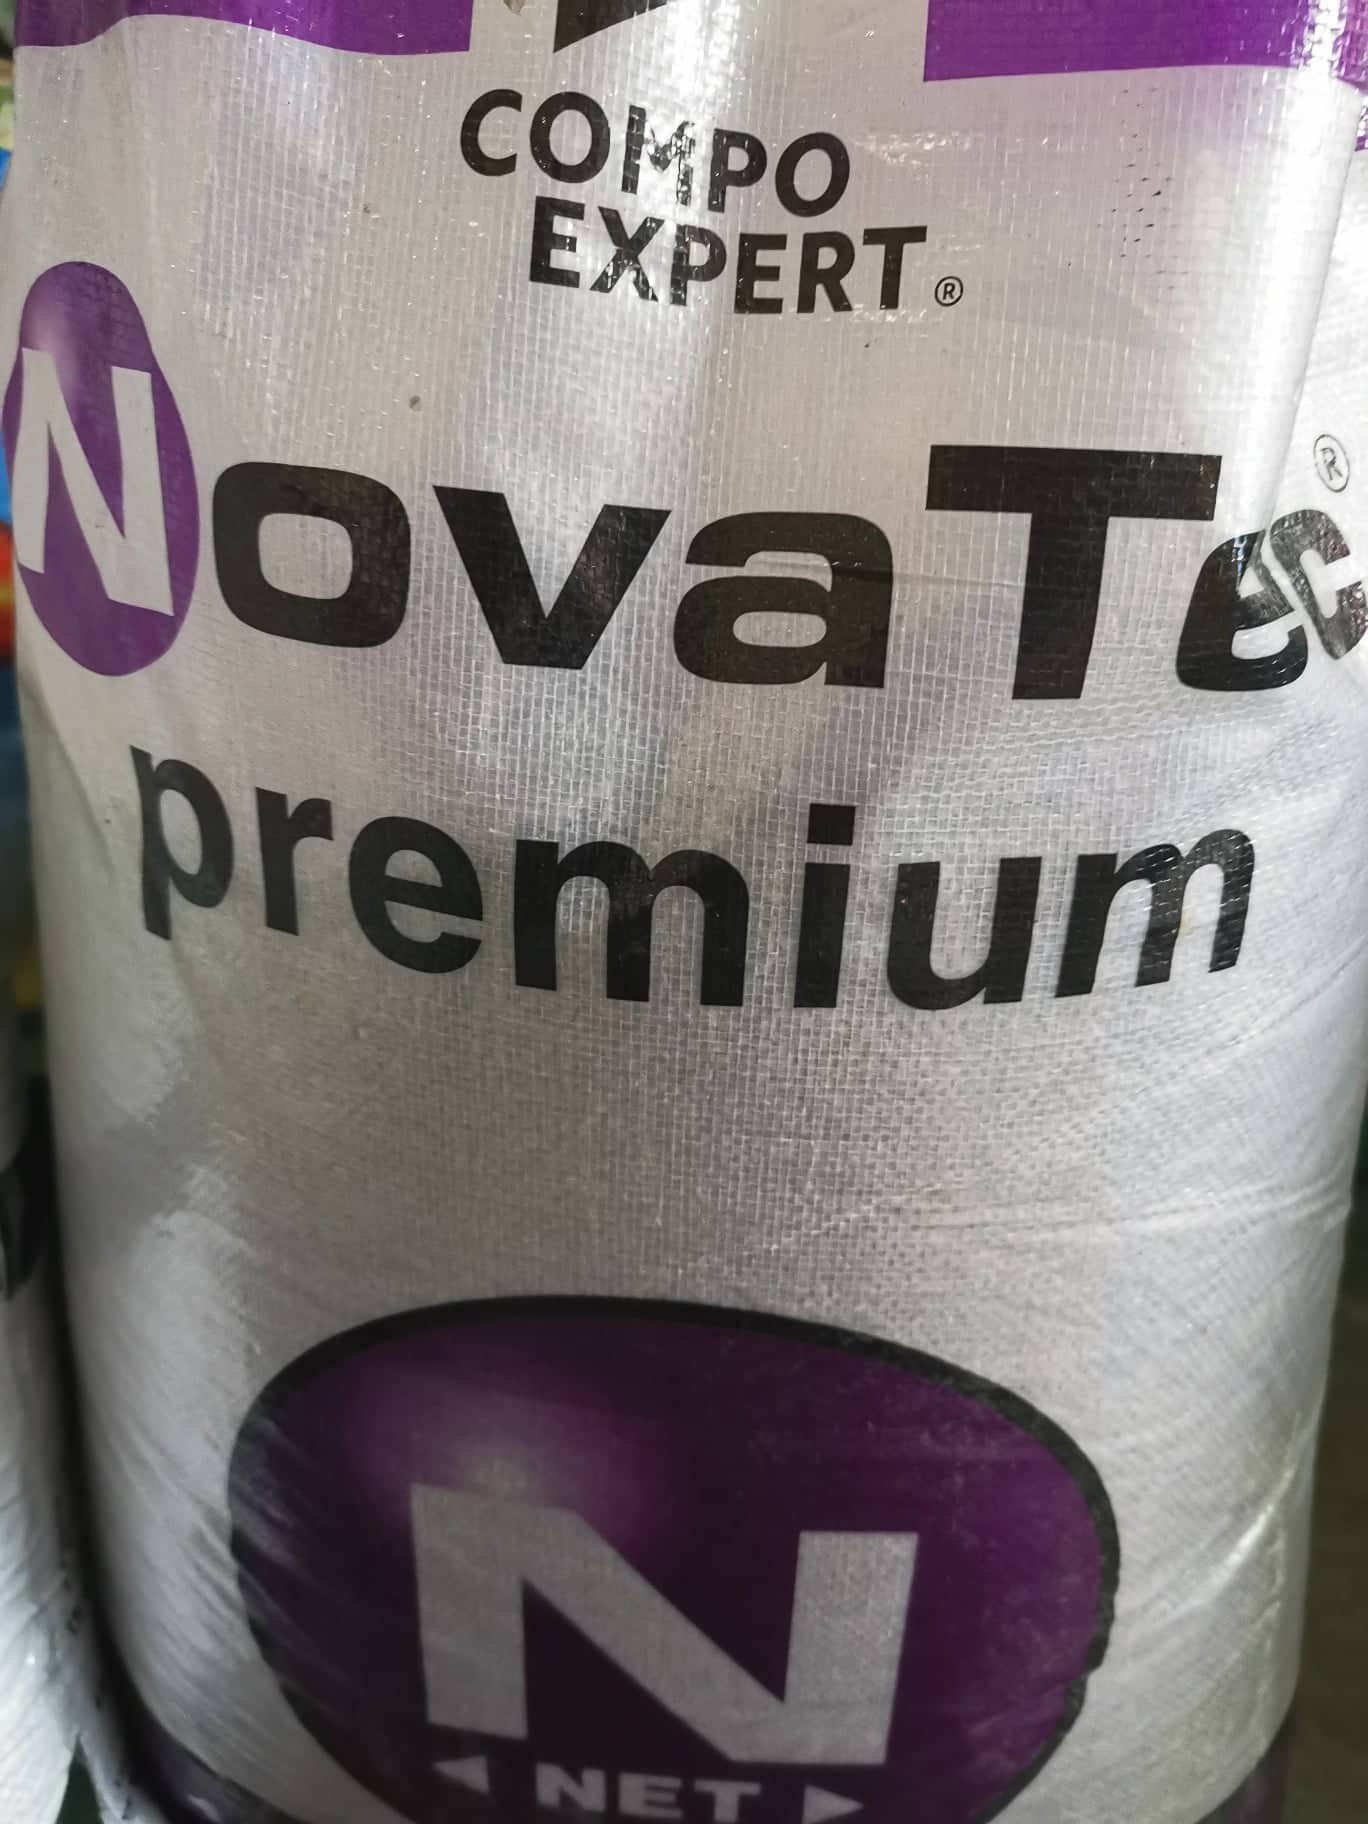 COMPO
EXPERT®
NovaTec®
premium
N
NET